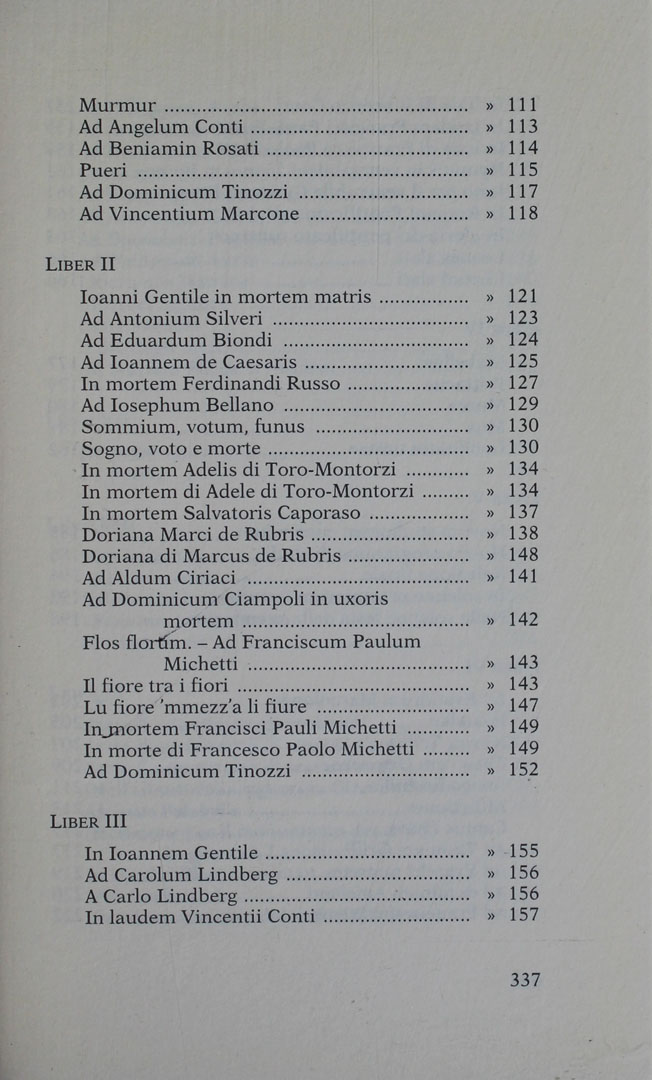 Murmur ........................................................ » 111
Ad Angelum Conti ........................................ » 113
Ad Beniamin Rosati ..................................... » 114
Pueri ............................................................. » 115
Ad Dominicum Tinozzi ............................... » 117
Ad Vincentium Marcone ............................. » 118
LIBER II
Ioanni Gentile in mortem matris ................. » 121
Ad Antonium Silveri .................................... » 123
Ad Eduardum Biondi .................................. » 124
Ad Ioannem de Caesaris .............................. » 125
In mortem Ferdinandi Russo ...................... » 127
Ad Iosephum Bellano .................................. » 129
Sommium, votum, funus ............................ » 130
Sogno, voto e morte ..................................... » 130
In mortem Adelis di Toro-Montorzi ............ » 134
In mortem di Adele di Toro-Montorzi ......... » 134
In mortem Salvatoris Caporaso .................. » 137
Doriana Marci de Rubris ............................. » 138
Doriana di Marcus de Rubris ...................... » 148
Ad Aldum Ciriaci ......................................... » 141
Ad Dominicum Ciampoli in uxoris
mortem .......................................... » 142
Flos florum. – Ad Franciscum Paulum
Michetti ......................................... » 143
Il fiore tra i fiori .......................................... » 143
Lu fiore 'mmezz'a li fiure ............................ » 147
In mortem Francisci Pauli Michetti ............ » 149
In morte di Francesco Paolo Michetti ......... » 149
Ad Dominicum Tinozzi ............................... » 152
LIBER III
In Ioannem Gentile ...................................... » 155
Ad Carolum Lindberg .................................. » 156
A Carlo Lindberg .......................................... » 156
In laudem Vincentii Conti ........................... » 157
337